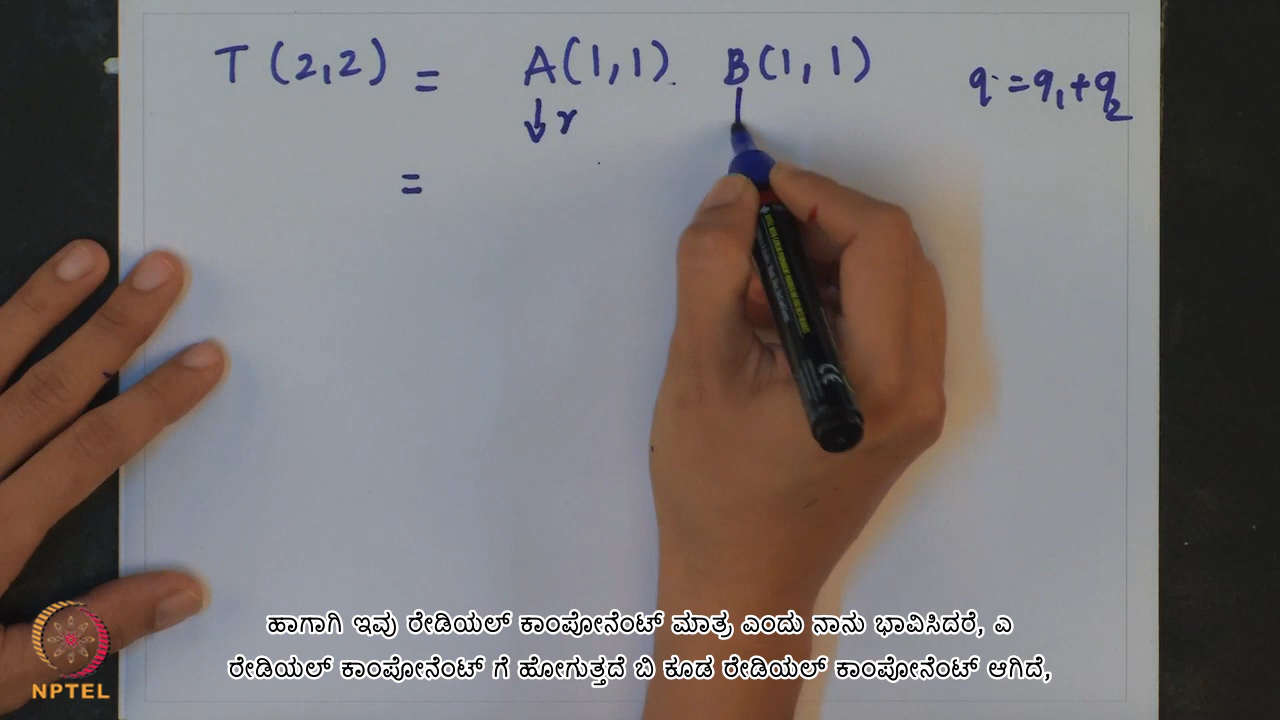 T (2,2) = A(1,1) . B(1,1) q = q₁+q₂
↓ r
=
ಹಾಗಾಗಿ ಇವು ರೇಡಿಯಲ್ ಕಾಂಪೋನೆಂಟ್ ಮಾತ್ರ ಎಂದು ನಾನು ಭಾವಿಸಿದರೆ, ಎ
ರೇಡಿಯಲ್ ಕಾಂಪೋನೆಂಟ್ ಗೆ ಹೋಗುತ್ತದೆ ಬಿ ಕೂಡ ರೇಡಿಯಲ್ ಕಾಂಪೋನೆಂಟ್ ಆಗಿದೆ,
NPTEL